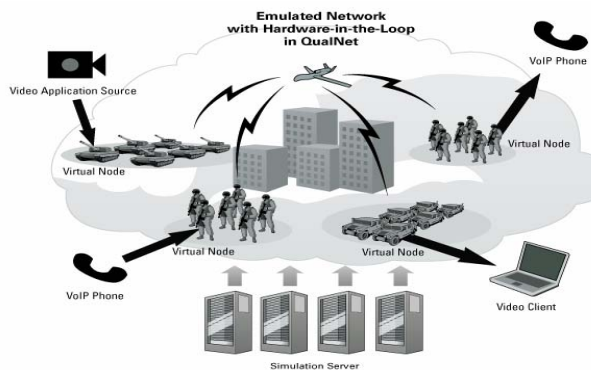 Emulated Network
with Hardware-in-the-Loop
in QualNet
VoIP Phone
Video Application Source
Virtual Node
Virtual Node
Virtual Node
Virtual Node
VoIP Phone
Video Client
Simulation Server